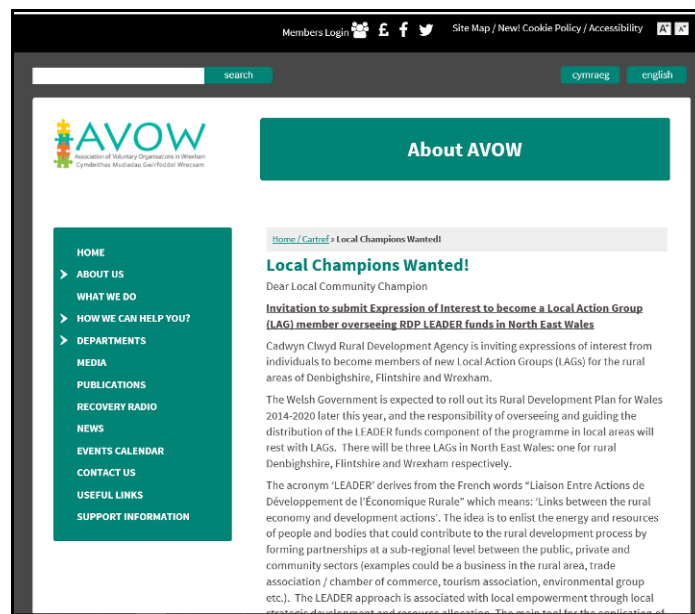 Members Login £ f
Site Map / New! Cookie Policy / Accessibility A+ A-
search
cymraeg english
AVOW
Association of Voluntary Organisations in Wrexham
Cymdeithas Mudiadau Gwirfoddol Wrecsam
About AVOW
HOME
ABOUT US
WHAT WE DO
HOW WE CAN HELP YOU?
DEPARTMENTS
MEDIA
PUBLICATIONS
RECOVERY RADIO
NEWS
EVENTS CALENDAR
CONTACT US
USEFUL LINKS
SUPPORT INFORMATION
Home / Cartref » Local Champions Wanted!
Local Champions Wanted!
Dear Local Community Champion
Invitation to submit Expression of Interest to become a Local Action Group
(LAG) member overseeing RDP LEADER funds in North East Wales
Cadwyn Clwyd Rural Development Agency is inviting expressions of interest from
individuals to become members of new Local Action Groups (LAGs) for the rural
areas of Denbighshire, Flintshire and Wrexham.
The Welsh Government is expected to roll out its Rural Development Plan for Wales
2014-2020 later this year, and the responsibility of overseeing and guiding the
distribution of the LEADER funds component of the programme in local areas will
rest with LAGs. There will be three LAGs in North East Wales: one for rural
Denbighshire, Flintshire and Wrexham respectively.
The acronym ‘LEADER’ derives from the French words “Liaison Entre Actions de
Développement de l’Économique Rurale” which means: ‘Links between the rural
economy and development actions’. The idea is to enlist the energy and resources
of people and bodies that could contribute to the rural development process by
forming partnerships at a sub-regional level between the public, private and
community sectors (examples could be a business in the rural area, trade
association / chamber of commerce, tourism association, environmental group
etc.). The LEADER approach is associated with local empowerment through local
strategic development and resource allocation. The main tool for the application of